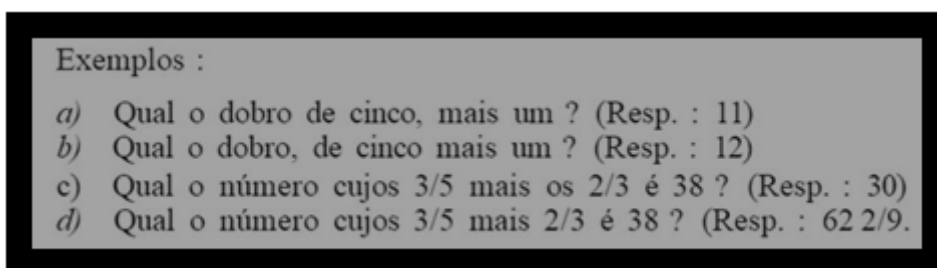 Exemplos :
a) Qual o dobro de cinco, mais um ? (Resp. : 11)
b) Qual o dobro, de cinco mais um ? (Resp. : 12)
c) Qual o número cujos 3/5 mais os 2/3 é 38 ? (Resp. : 30)
d) Qual o número cujos 3/5 mais 2/3 é 38 ? (Resp. : 62 2/9.